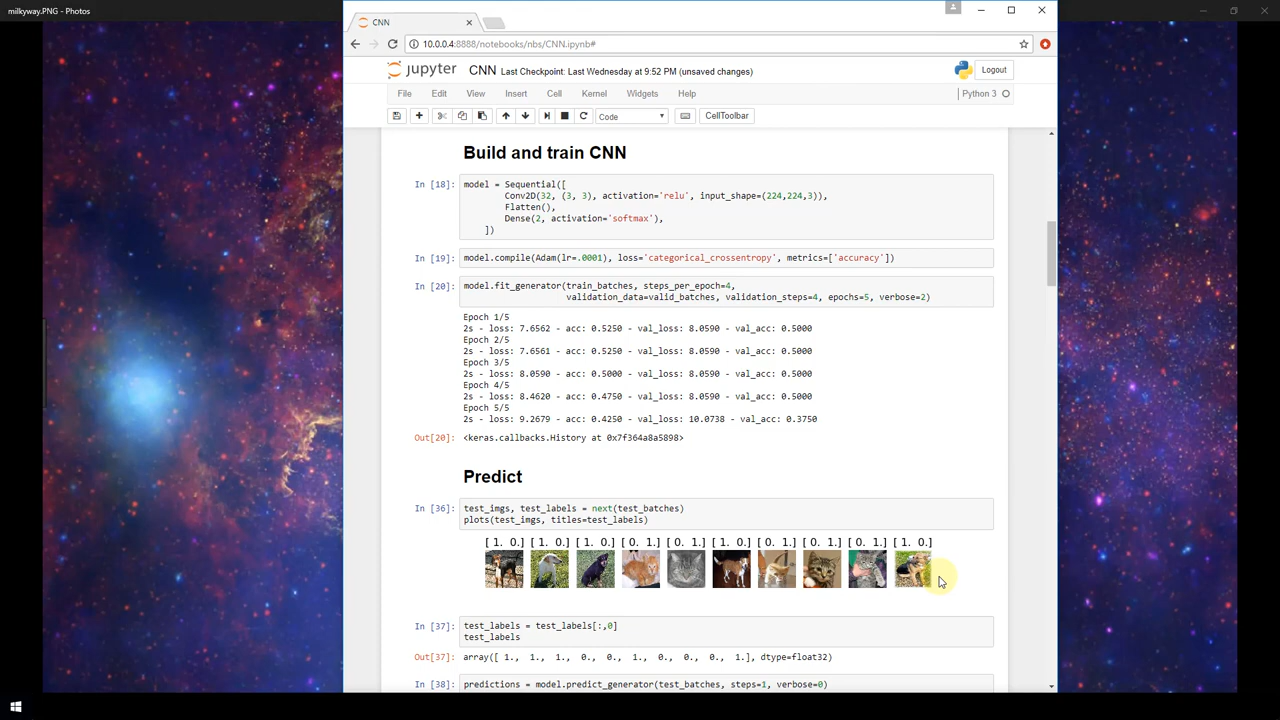 milkyway.PNG - Photos
CNN
10.0.0.4:8888/notebooks/nbs/CNN.ipynb#
jupyter CNN Last Checkpoint: Last Wednesday at 9:52 PM (unsaved changes)
Logout
File Edit View Insert Cell Kernel Widgets Help
Python 3
Code
CellToolbar
Build and train CNN
In [18]: model = Sequential([
Conv2D(32, (3, 3), activation='relu', input_shape=(224,224,3)),
Flatten(),
Dense(2, activation='softmax'),
])
In [19]: model.compile(Adam(lr=.0001), loss='categorical_crossentropy', metrics=['accuracy'])
In [20]: model.fit_generator(train_batches, steps_per_epoch=4,
validation_data=valid_batches, validation_steps=4, epochs=5, verbose=2)
Epoch 1/5
2s - loss: 7.6562 - acc: 0.5250 - val_loss: 8.0590 - val_acc: 0.5000
Epoch 2/5
2s - loss: 7.6561 - acc: 0.5250 - val_loss: 8.0590 - val_acc: 0.5000
Epoch 3/5
2s - loss: 8.0590 - acc: 0.5000 - val_loss: 8.0590 - val_acc: 0.5000
Epoch 4/5
2s - loss: 8.4620 - acc: 0.4750 - val_loss: 8.0590 - val_acc: 0.5000
Epoch 5/5
2s - loss: 9.2679 - acc: 0.4250 - val_loss: 10.0738 - val_acc: 0.3750
Out[20]: <keras.callbacks.History at 0x7f364a8a5898>
Predict
In [36]: test_imgs, test_labels = next(test_batches)
plots(test_imgs, titles=test_labels)
[ 1. 0.] [ 1. 0.] [ 1. 0.] [ 0. 1.] [ 0. 1.] [ 1. 0.] [ 0. 1.] [ 0. 1.] [ 0. 1.] [ 1. 0.]
In [37]: test_labels = test_labels[:,0]
test_labels
Out[37]: array([ 1., 1., 1., 0., 0., 1., 0., 0., 0., 1.], dtype=float32)
In [38]: predictions = model.predict_generator(test_batches, steps=1, verbose=0)